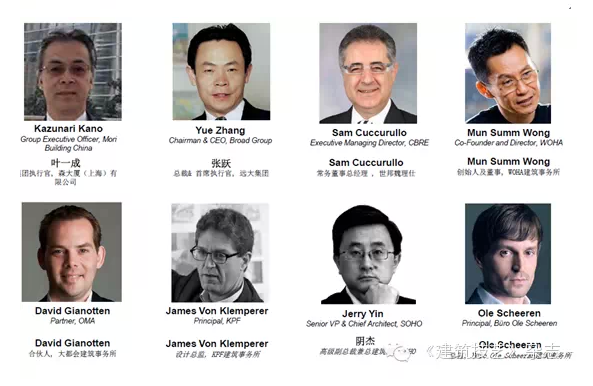 Kazunari Kano
Group Executive Officer, Mori
Building China
叶一成
团执行官，森大厦（上海）有
限公司
Yue Zhang
Chairman & CEO, Broad Group
张跃
总裁& 首席执行官，远大集团
Sam Cuccurullo
Executive Managing Director, CBRE
Sam Cuccurullo
常务董事总经理 ，世邦魏理仕
Mun Summ Wong
Co-Founder and Director, WOHA
Mun Summ Wong
创始人及董事，WOHA建筑事务所
David Gianotten
Partner, OMA
David Gianotten
合伙人，大都会建筑事务所
James Von Klemperer
Principal, KPF
James Von Klemperer
设计总监，KPF建筑事务所
Jerry Yin
Senior VP & Chief Architect, SOHO
阴杰
高级副总裁兼总建筑
Ole Scheeren
Principal, Büro Ole Scheeren
Ole Scheeren
Büro Ole Scheeren建筑事务所